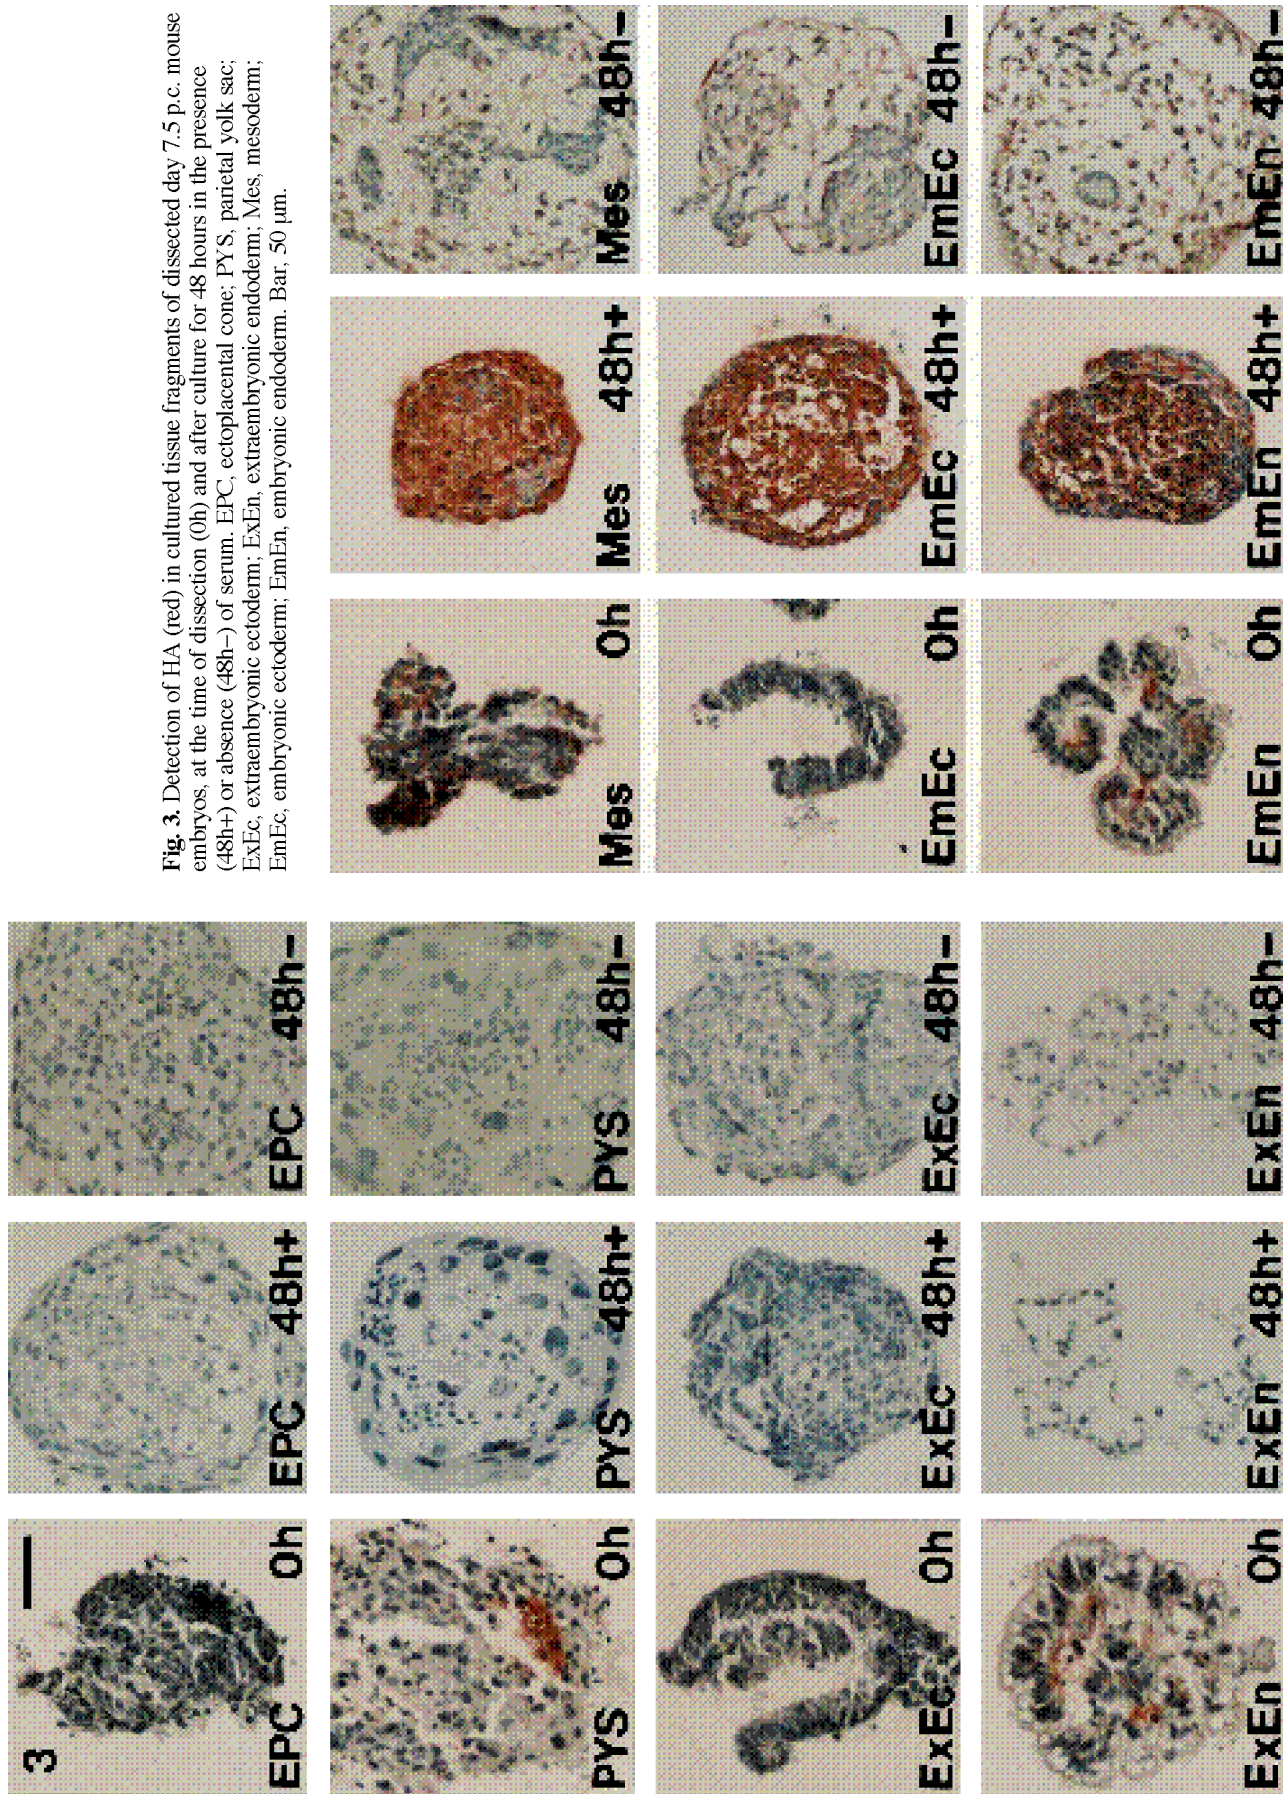 3
EPC 0h
EPC 48h+
EPC 48h−
PYS 0h
PYS 48h+
PYS 48h−
ExEc 0h
ExEc 48h+
ExEc 48h−
ExEn 0h
ExEn 48h+
ExEn 48h−
Fig. 3. Detection of HA (red) in cultured tissue fragments of dissected day 7.5 p.c. mouse
embryos, at the time of dissection (0h) and after culture for 48 hours in the presence
(48h+) or absence (48h−) of serum. EPC, ectoplacental cone; PYS, parietal yolk sac;
ExEc, extraembryonic ectoderm; ExEn, extraembryonic endoderm; Mes, mesoderm;
EmEc, embryonic ectoderm; EmEn, embryonic endoderm. Bar, 50 µm.
Mes 0h
Mes 48h+
Mes 48h−
EmEc 0h
EmEc 48h+
EmEc 48h−
EmEn 0h
EmEn 48h+
EmEn 48h−